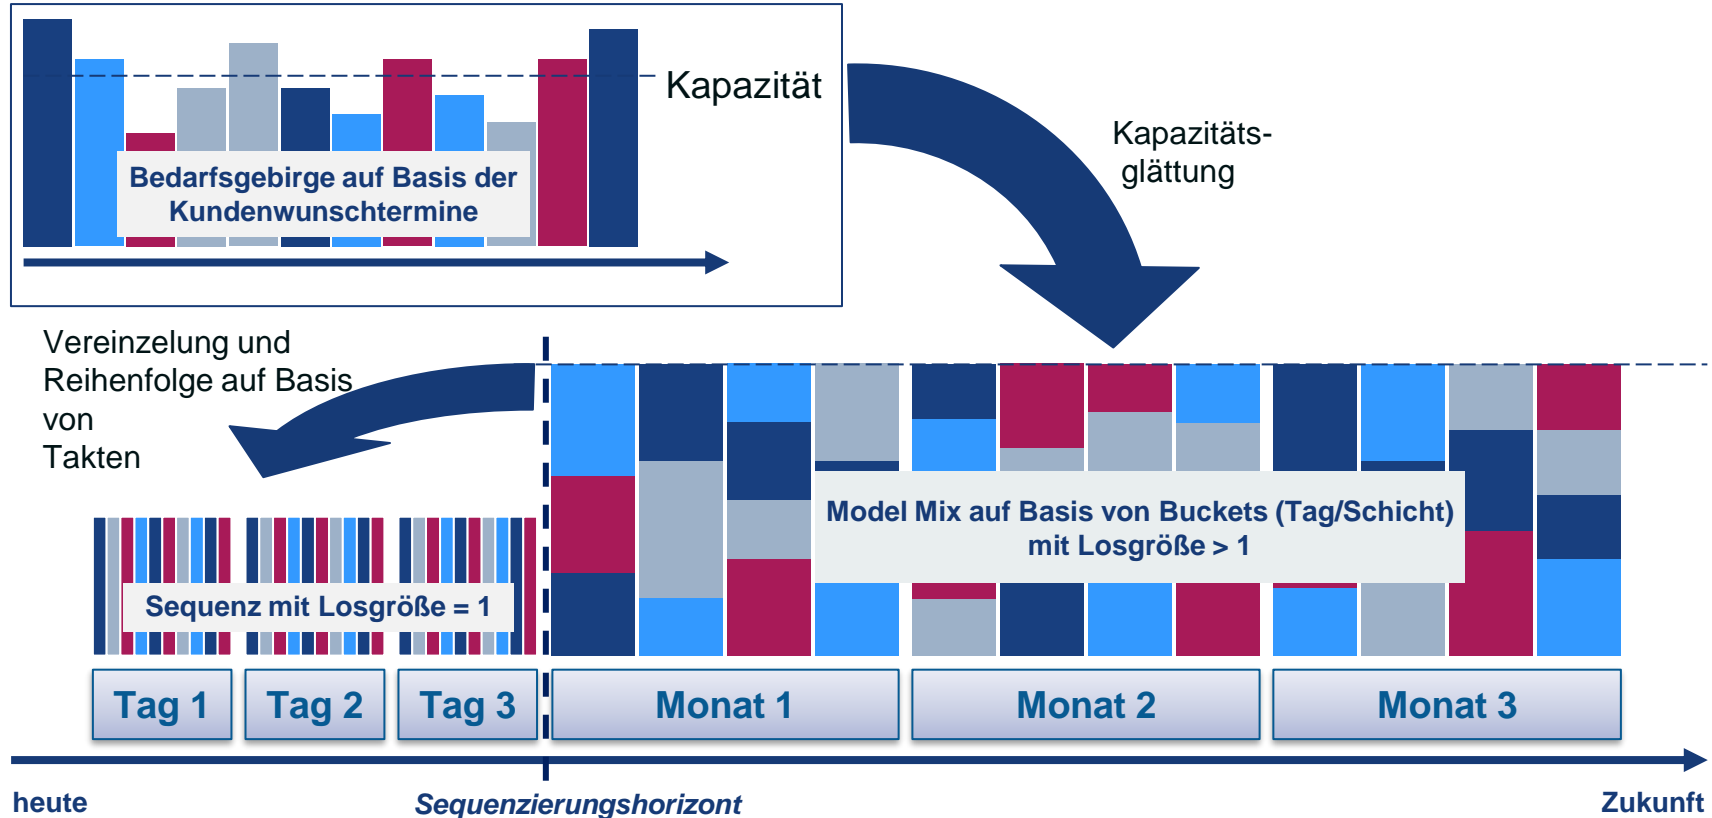 Kapazität
Bedarfsgebirge auf Basis der
Kundenwunschtermine
Kapazitäts-
glättung
Vereinzelung und
Reihenfolge auf Basis
von
Takten
Model Mix auf Basis von Buckets (Tag/Schicht)
mit Losgröße > 1
Sequenz mit Losgröße = 1
Tag 1
Tag 2
Tag 3
Monat 1
Monat 2
Monat 3
heute
Sequenzierungshorizont
Zukunft